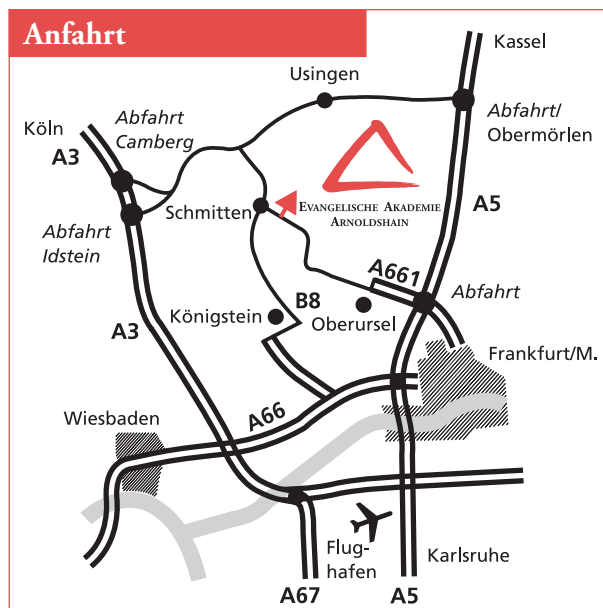 Anfahrt
Kassel
Usingen
Abfahrt
Camberg
Köln
A3
Abfahrt/
Obermörlen
Schmitten
EVANGELISCHE AKADEMIE
ARNOLDSHAIN
A5
Abfahrt
Idstein
A661
Abfahrt
B8
Königstein
Oberursel
A3
Frankfurt/M.
Wiesbaden
A66
Flug-
hafen
Karlsruhe
A67
A5